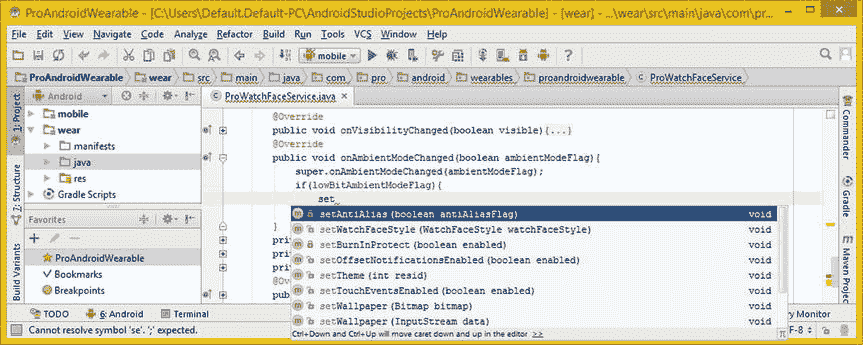 ProAndroidWearable - [C:\Users\Default.Default-PC\AndroidStudioProjects\ProAndroidWearable] - [wear] - ...\wear\src\main\java\com\pr...
File Edit View Navigate Code Analyze Refactor Build Run Tools VCS Window Help
mobile
ProAndroidWearable wear src main java com pro android wearables proandroidwearable ProWatchFaceService
1: Project
Android
ProWatchFaceService.java
mobile
wear
manifests
java
res
Gradle Scripts
7: Structure
Favorites
ProAndroidWearable
Bookmarks
Breakpoints
Build Variants
@Override
public void onVisibilityChanged(boolean visible){...}
@Override
public void onAmbientModeChanged(boolean ambientModeFlag){
super.onAmbientModeChanged(ambientModeFlag);
if(lowBitAmbientModeFlag){
set
}
pri
pri
pri
@Ov
pub
setAntiAlias(boolean antiAliasFlag) void
setWatchFaceStyle(WatchFaceStyle watchFaceStyle) void
setBurnInProtect(boolean enabled) void
setOffsetNotificationsEnabled(boolean enabled) void
setTheme(int resid) void
setTouchEventsEnabled(boolean enabled) void
setWallpaper(Bitmap bitmap) void
setWallpaper(InputStream data) void
Ctrl+Down and Ctrl+Up will move caret down and up in the editor >>
Gradle
Commander
Maven Project
TODO 6: Android Terminal
ry Monitor
Cannot resolve symbol 'se'. ';' expected.
F-8